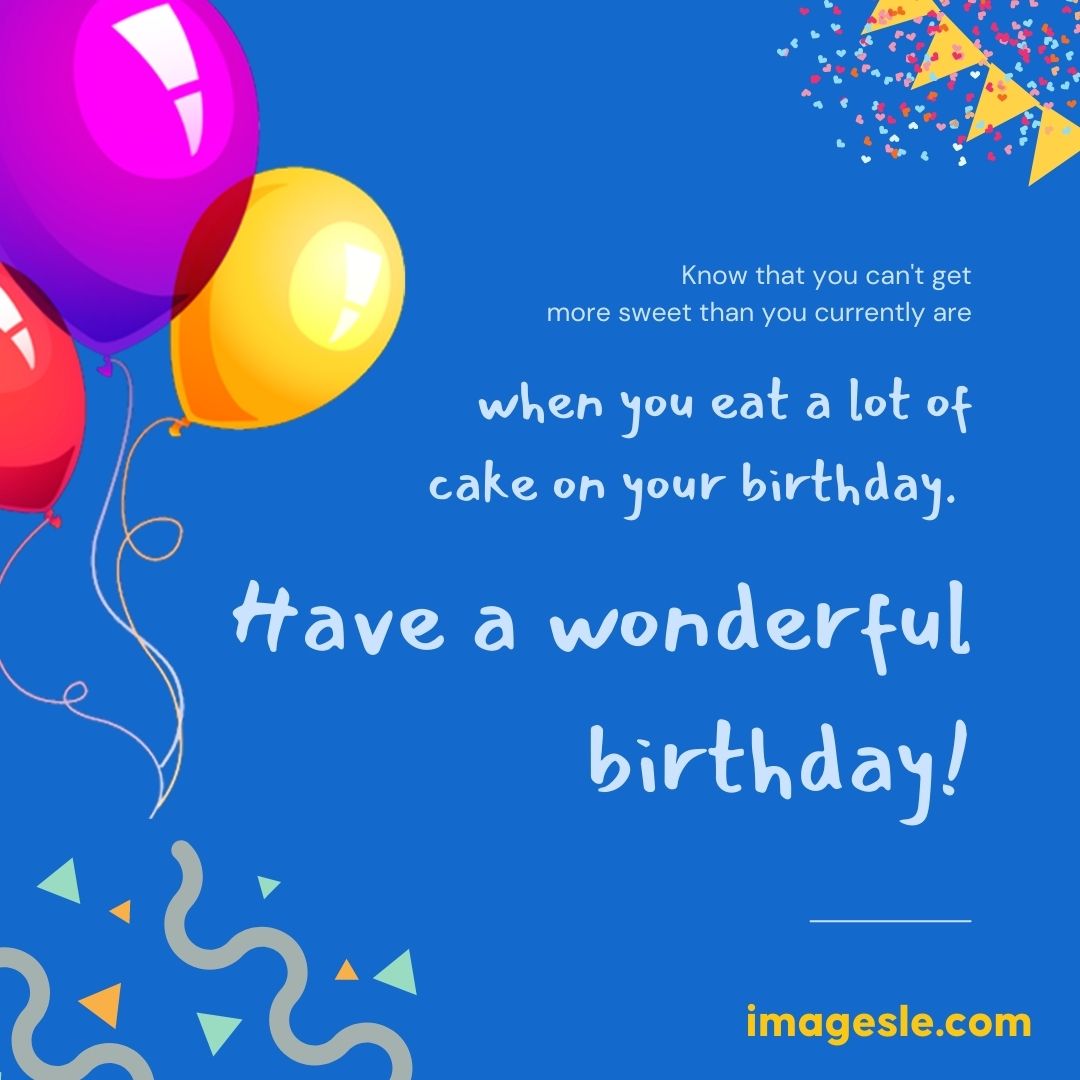 Know that you can't get
more sweet than you currently are
when you eat a lot of
cake on your birthday.
Have a wonderful
birthday!
imagesle.com